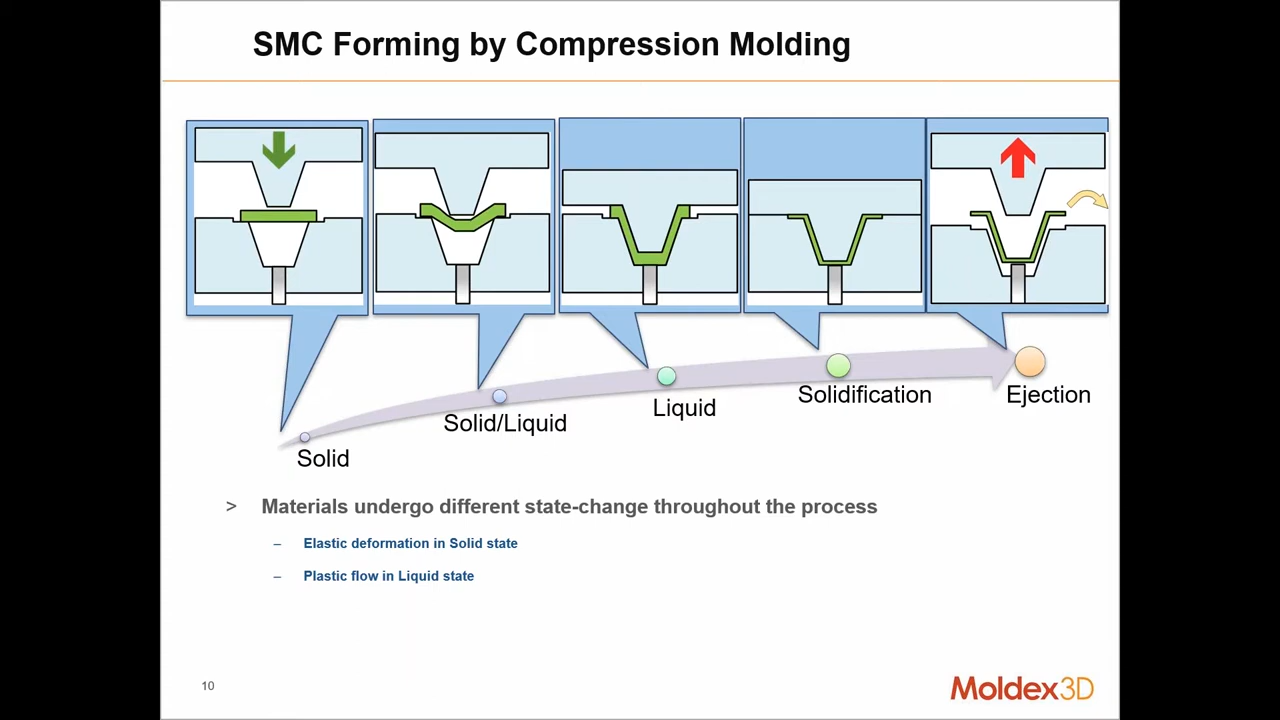 SMC Forming by Compression Molding
Solid
Solid/Liquid
Liquid
Solidification
Ejection
> Materials undergo different state-change throughout the process
– Elastic deformation in Solid state
– Plastic flow in Liquid state
10
Moldex3D